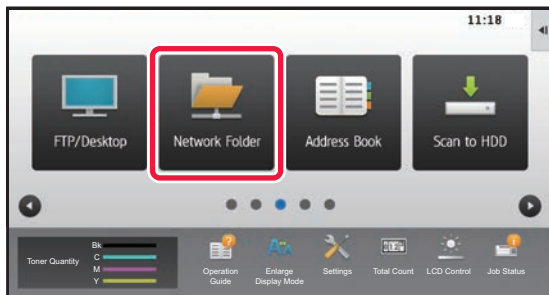 11:18
FTP/Desktop
Network Folder
Address Book
Scan to HDD
Toner Quantity
Bk
C
M
Y
Operation
Guide
Enlarge
Display Mode
Settings
Total Count
LCD Control
Job Status